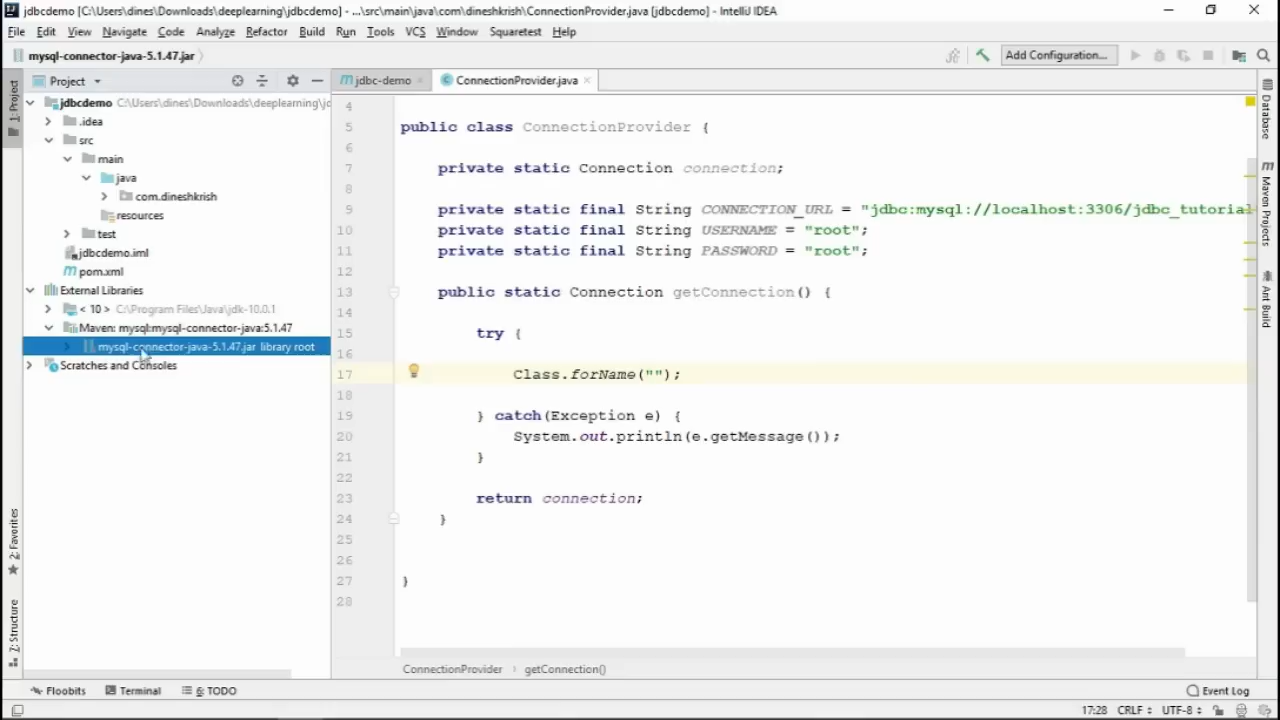 jdbcdemo [C:\Users\dines\Downloads\deeplearning\jdbcdemo] - ...\src\main\java\com\dineshkrish\ConnectionProvider.java [jdbcdemo] - IntelliJ IDEA
File Edit View Navigate Code Analyze Refactor Build Run Tools VCS Window Squaretest Help
mysql-connector-java-5.1.47.jar
Add Configuration...
Project
jdbc-demo
ConnectionProvider.java
1: Project
jdbcdemo C:\Users\dines\Downloads\deeplearning\jd
.idea
src
main
java
com.dineshkrish
resources
test
jdbcdemo.iml
pom.xml
External Libraries
< 10 > C:\Program Files\Java\jdk-10.0.1
Maven: mysql:mysql-connector-java:5.1.47
mysql-connector-java-5.1.47.jar library root
Scratches and Consoles
2: Favorites
7: Structure
4
5 public class ConnectionProvider {
6
7 private static Connection connection;
8
9 private static final String CONNECTION_URL = "jdbc:mysql://localhost:3306/jdbc_tutorial
10 private static final String USERNAME = "root";
11 private static final String PASSWORD = "root";
12
13 public static Connection getConnection() {
14
15 try {
16
17 Class.forName("");
18
19 } catch(Exception e) {
20 System.out.println(e.getMessage());
21 }
22
23 return connection;
24 }
25
26
27 }
28
Database
Maven Projects
Ant Build
ConnectionProvider › getConnection()
Floobits
Terminal
6: TODO
Event Log
17:28 CRLF UTF-8